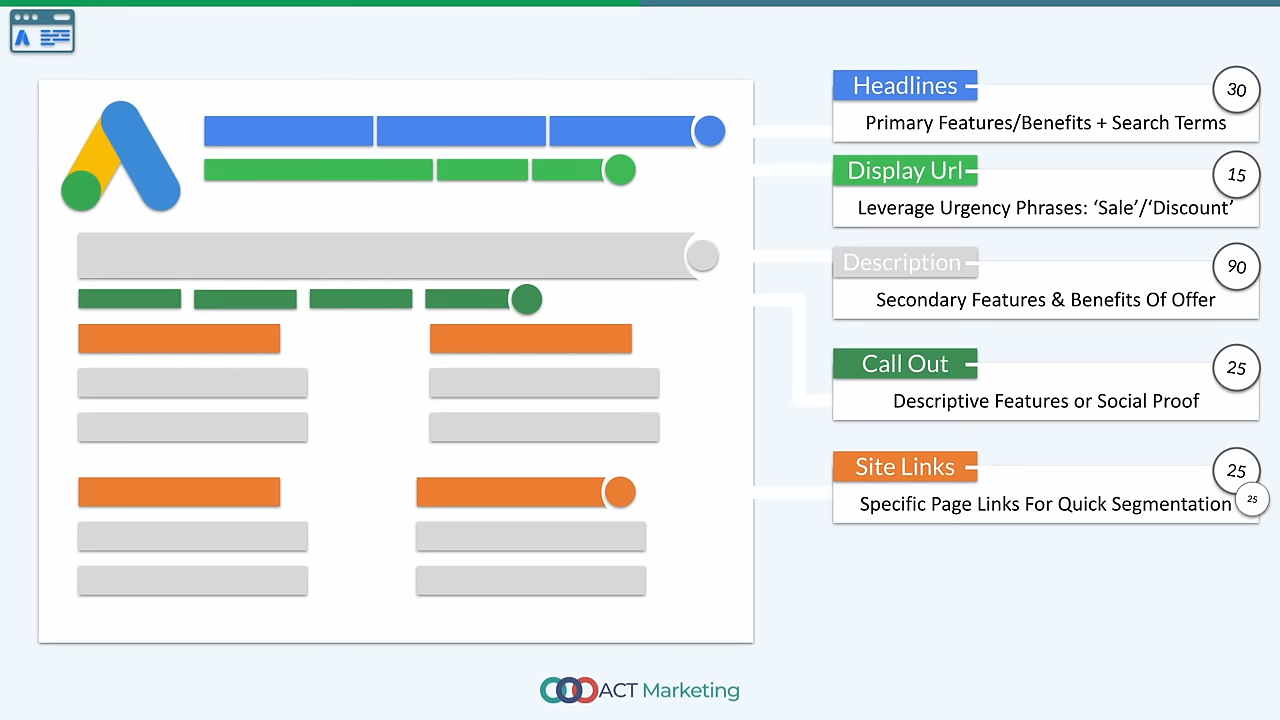 Headlines
30
Primary Features/Benefits + Search Terms
Display Url
15
Leverage Urgency Phrases: ‘Sale’/‘Discount’
Description
90
Secondary Features & Benefits Of Offer
Call Out
25
Descriptive Features or Social Proof
Site Links
25
Specific Page Links For Quick Segmentation
25
ACT Marketing